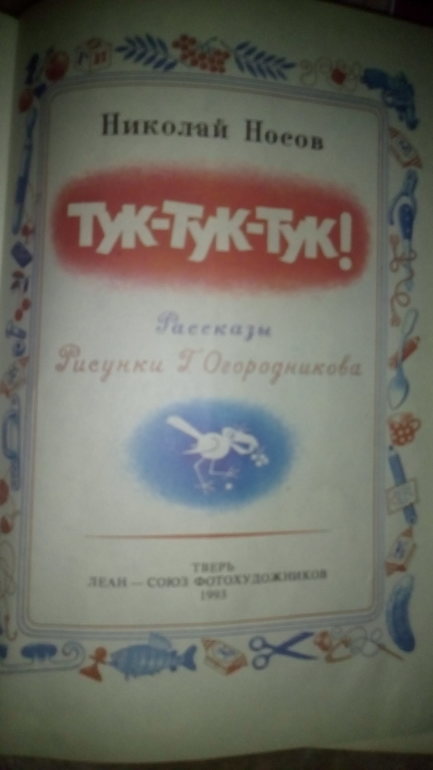 Николай Носов
ТУК-ТУК-ТУК!
Рассказы
Рисунки Г Огородникова
ТВЕРЬ
ЛЕАН — СОЮЗ ФОТОХУДОЖНИКОВ
1993